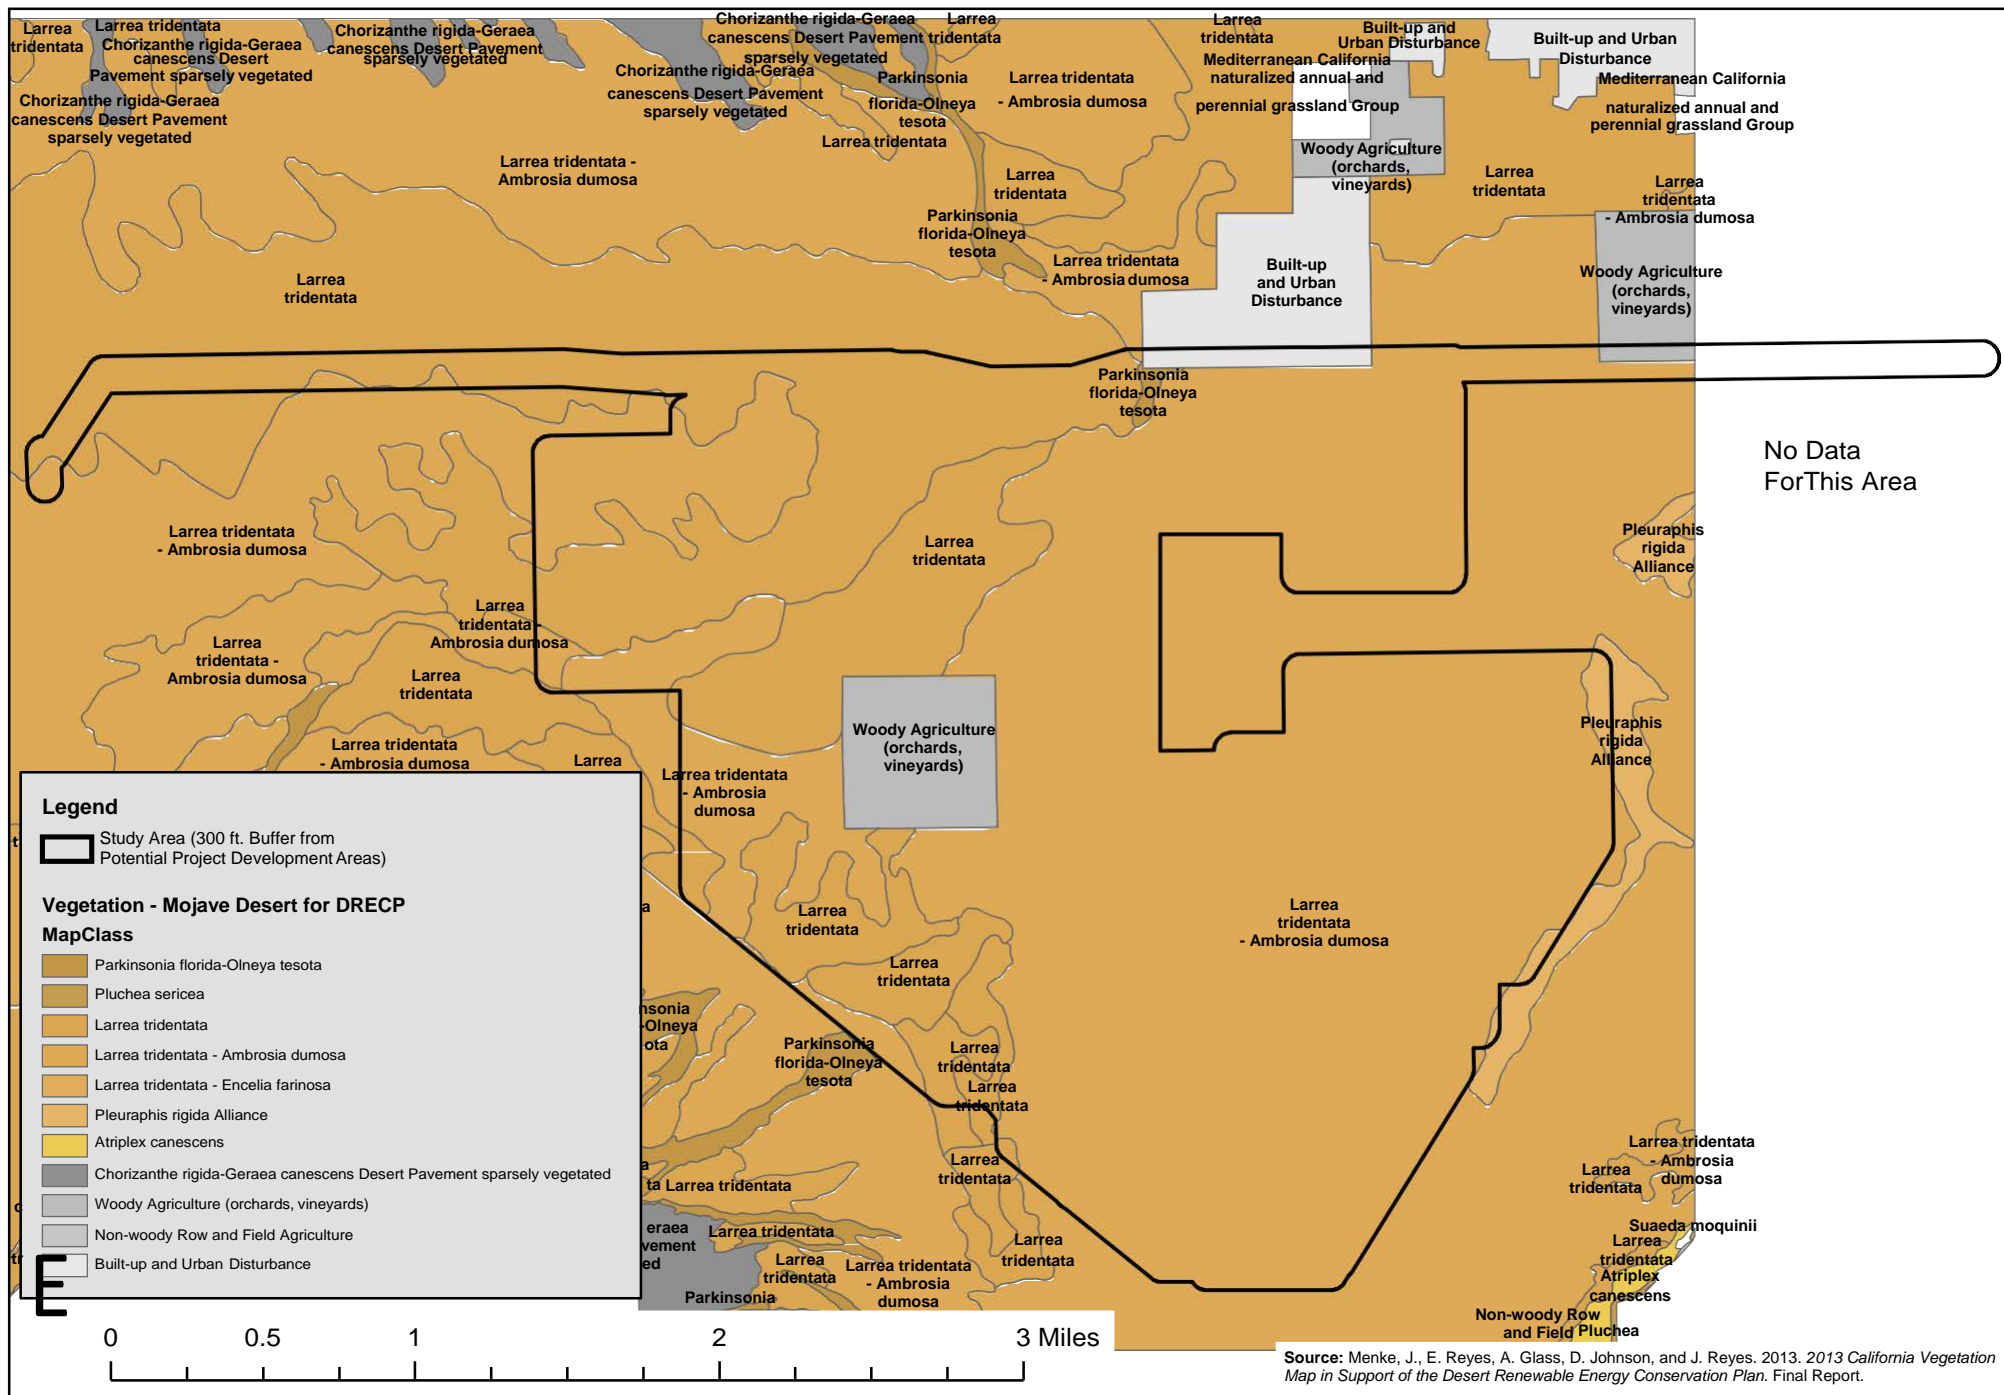 Larrea
tridentata
Larrea tridentata
Chorizanthe rigida-Geraea
canescens Desert
Pavement sparsely vegetated
Chorizanthe rigida-Geraea
canescens Desert Pavement
sparsely vegetated
Chorizanthe rigida-Geraea
canescens Desert Pavement
sparsely vegetated
Chorizanthe rigida-Geraea
canescens Desert Pavement
sparsely vegetated
Chorizanthe rigida-Geraea
canescens Desert Pavement
sparsely vegetated
Larrea
tridentata
Parkinsonia
florida-Olneya
tesota
Larrea tridentata
Larrea tridentata
- Ambrosia dumosa
Larrea
tridentata
Mediterranean California
naturalized annual and
perennial grassland Group
Built-up and
Urban Disturbance
Built-up and Urban
Disturbance
Mediterranean California
naturalized annual and
perennial grassland Group
Woody Agriculture
(orchards,
vineyards)
Larrea
tridentata
Larrea
tridentata
- Ambrosia dumosa
Larrea tridentata -
Ambrosia dumosa
Larrea
tridentata
Parkinsonia
florida-Olneya
tesota
Larrea tridentata
- Ambrosia dumosa
Built-up
and Urban
Disturbance
Woody Agriculture
(orchards,
vineyards)
Larrea
tridentata
Parkinsonia
florida-Olneya
tesota
No Data
ForThis Area
Larrea tridentata
- Ambrosia dumosa
Larrea
tridentata
Pleuraphis
rigida
Alliance
Larrea
tridentata -
Ambrosia dumosa
Larrea
tridentata -
Ambrosia dumosa
Larrea
tridentata
Larrea tridentata
- Ambrosia dumosa
Larrea
Larrea tridentata
- Ambrosia
dumosa
Woody Agriculture
(orchards,
vineyards)
Pleuraphis
rigida
Alliance
Larrea
tridentata
Larrea
tridentata
- Ambrosia dumosa
Larrea
tridentata
nsonia
-Olneya
ota
Parkinsonia
florida-Olneya
tesota
Larrea
tridentata
Larrea
tridentata
Larrea
tridentata
ta Larrea tridentata
eraea
vement
ed
Larrea tridentata
Larrea
tridentata
Larrea tridentata
- Ambrosia
dumosa
Larrea
tridentata
Parkinsonia
Larrea tridentata
- Ambrosia
dumosa
Larrea
tridentata
Suaeda moquinii
Larrea
tridentata
Atriplex
canescens
Non-woody Row
and Field
Pluchea
Legend
Study Area (300 ft. Buffer from
Potential Project Development Areas)
Vegetation - Mojave Desert for DRECP
MapClass
Parkinsonia florida-Olneya tesota
Pluchea sericea
Larrea tridentata
Larrea tridentata - Ambrosia dumosa
Larrea tridentata - Encelia farinosa
Pleuraphis rigida Alliance
Atriplex canescens
Chorizanthe rigida-Geraea canescens Desert Pavement sparsely vegetated
Woody Agriculture (orchards, vineyards)
Non-woody Row and Field Agriculture
Built-up and Urban Disturbance
E
0 0.5 1 2 3 Miles
Source: Menke, J., E. Reyes, A. Glass, D. Johnson, and J. Reyes. 2013. 2013 California Vegetation
Map in Support of the Desert Renewable Energy Conservation Plan. Final Report.